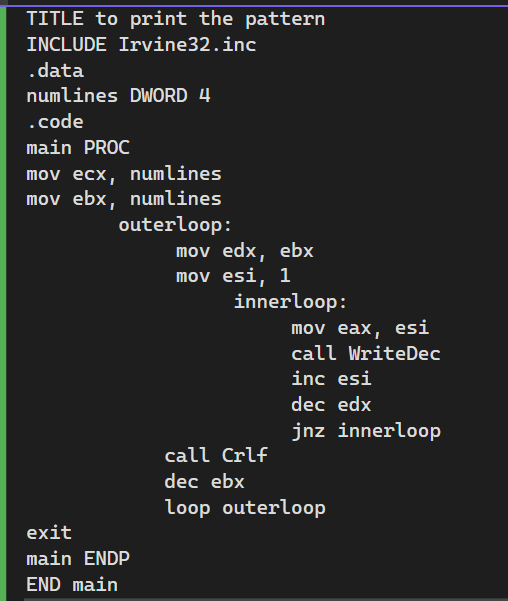 TITLE to print the pattern
INCLUDE Irvine32.inc
.data
numlines DWORD 4
.code
main PROC
mov ecx, numlines
mov ebx, numlines
outerloop:
mov edx, ebx
mov esi, 1
innerloop:
mov eax, esi
call WriteDec
inc esi
dec edx
jnz innerloop
call Crlf
dec ebx
loop outerloop
exit
main ENDP
END main